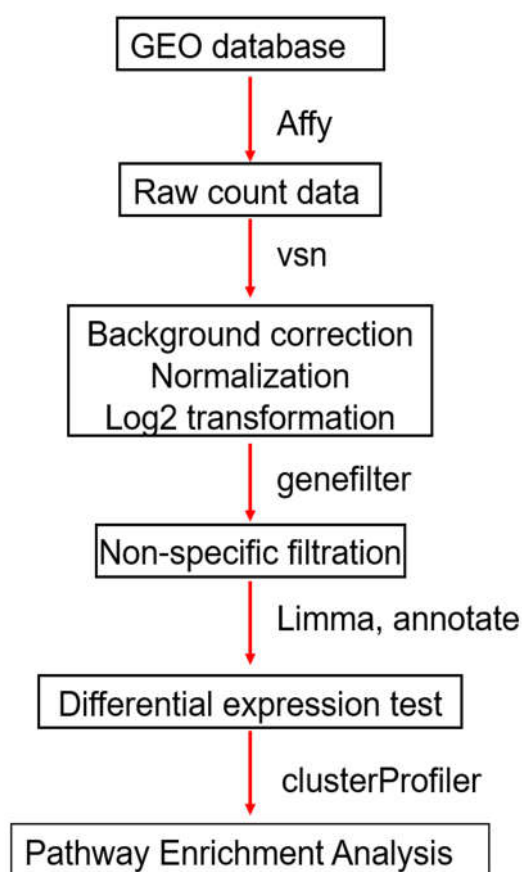 GEO database
Affy
Raw count data
vsn
Background correction
Normalization
Log2 transformation
genefilter
Non-specific filtration
Limma, annotate
Differential expression test
clusterProfiler
Pathway Enrichment Analysis